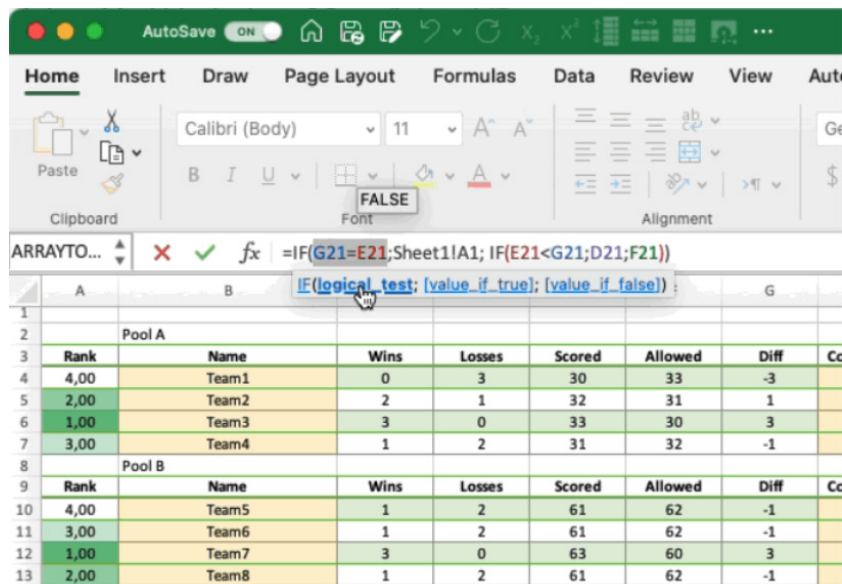 AutoSave ON
Home Insert Draw Page Layout Formulas Data Review View
Calibri (Body) 11
Paste
B I U
FALSE
Clipboard Font Alignment
ARRAYTO... fx =IF(G21=E21;Sheet1!A1; IF(E21<G21;D21;F21))
IF(logical_test; [value_if_true]; [value_if_false])
A B G
1
2 Pool A
3 Rank Name Wins Losses Scored Allowed Diff
4 4,00 Team1 0 3 30 33 -3
5 2,00 Team2 2 1 32 31 1
6 1,00 Team3 3 0 33 30 3
7 3,00 Team4 1 2 31 32 -1
8 Pool B
9 Rank Name Wins Losses Scored Allowed Diff
10 4,00 Team5 1 2 61 62 -1
11 3,00 Team6 1 2 61 62 -1
12 1,00 Team7 3 0 63 60 3
13 2,00 Team8 1 2 61 62 -1